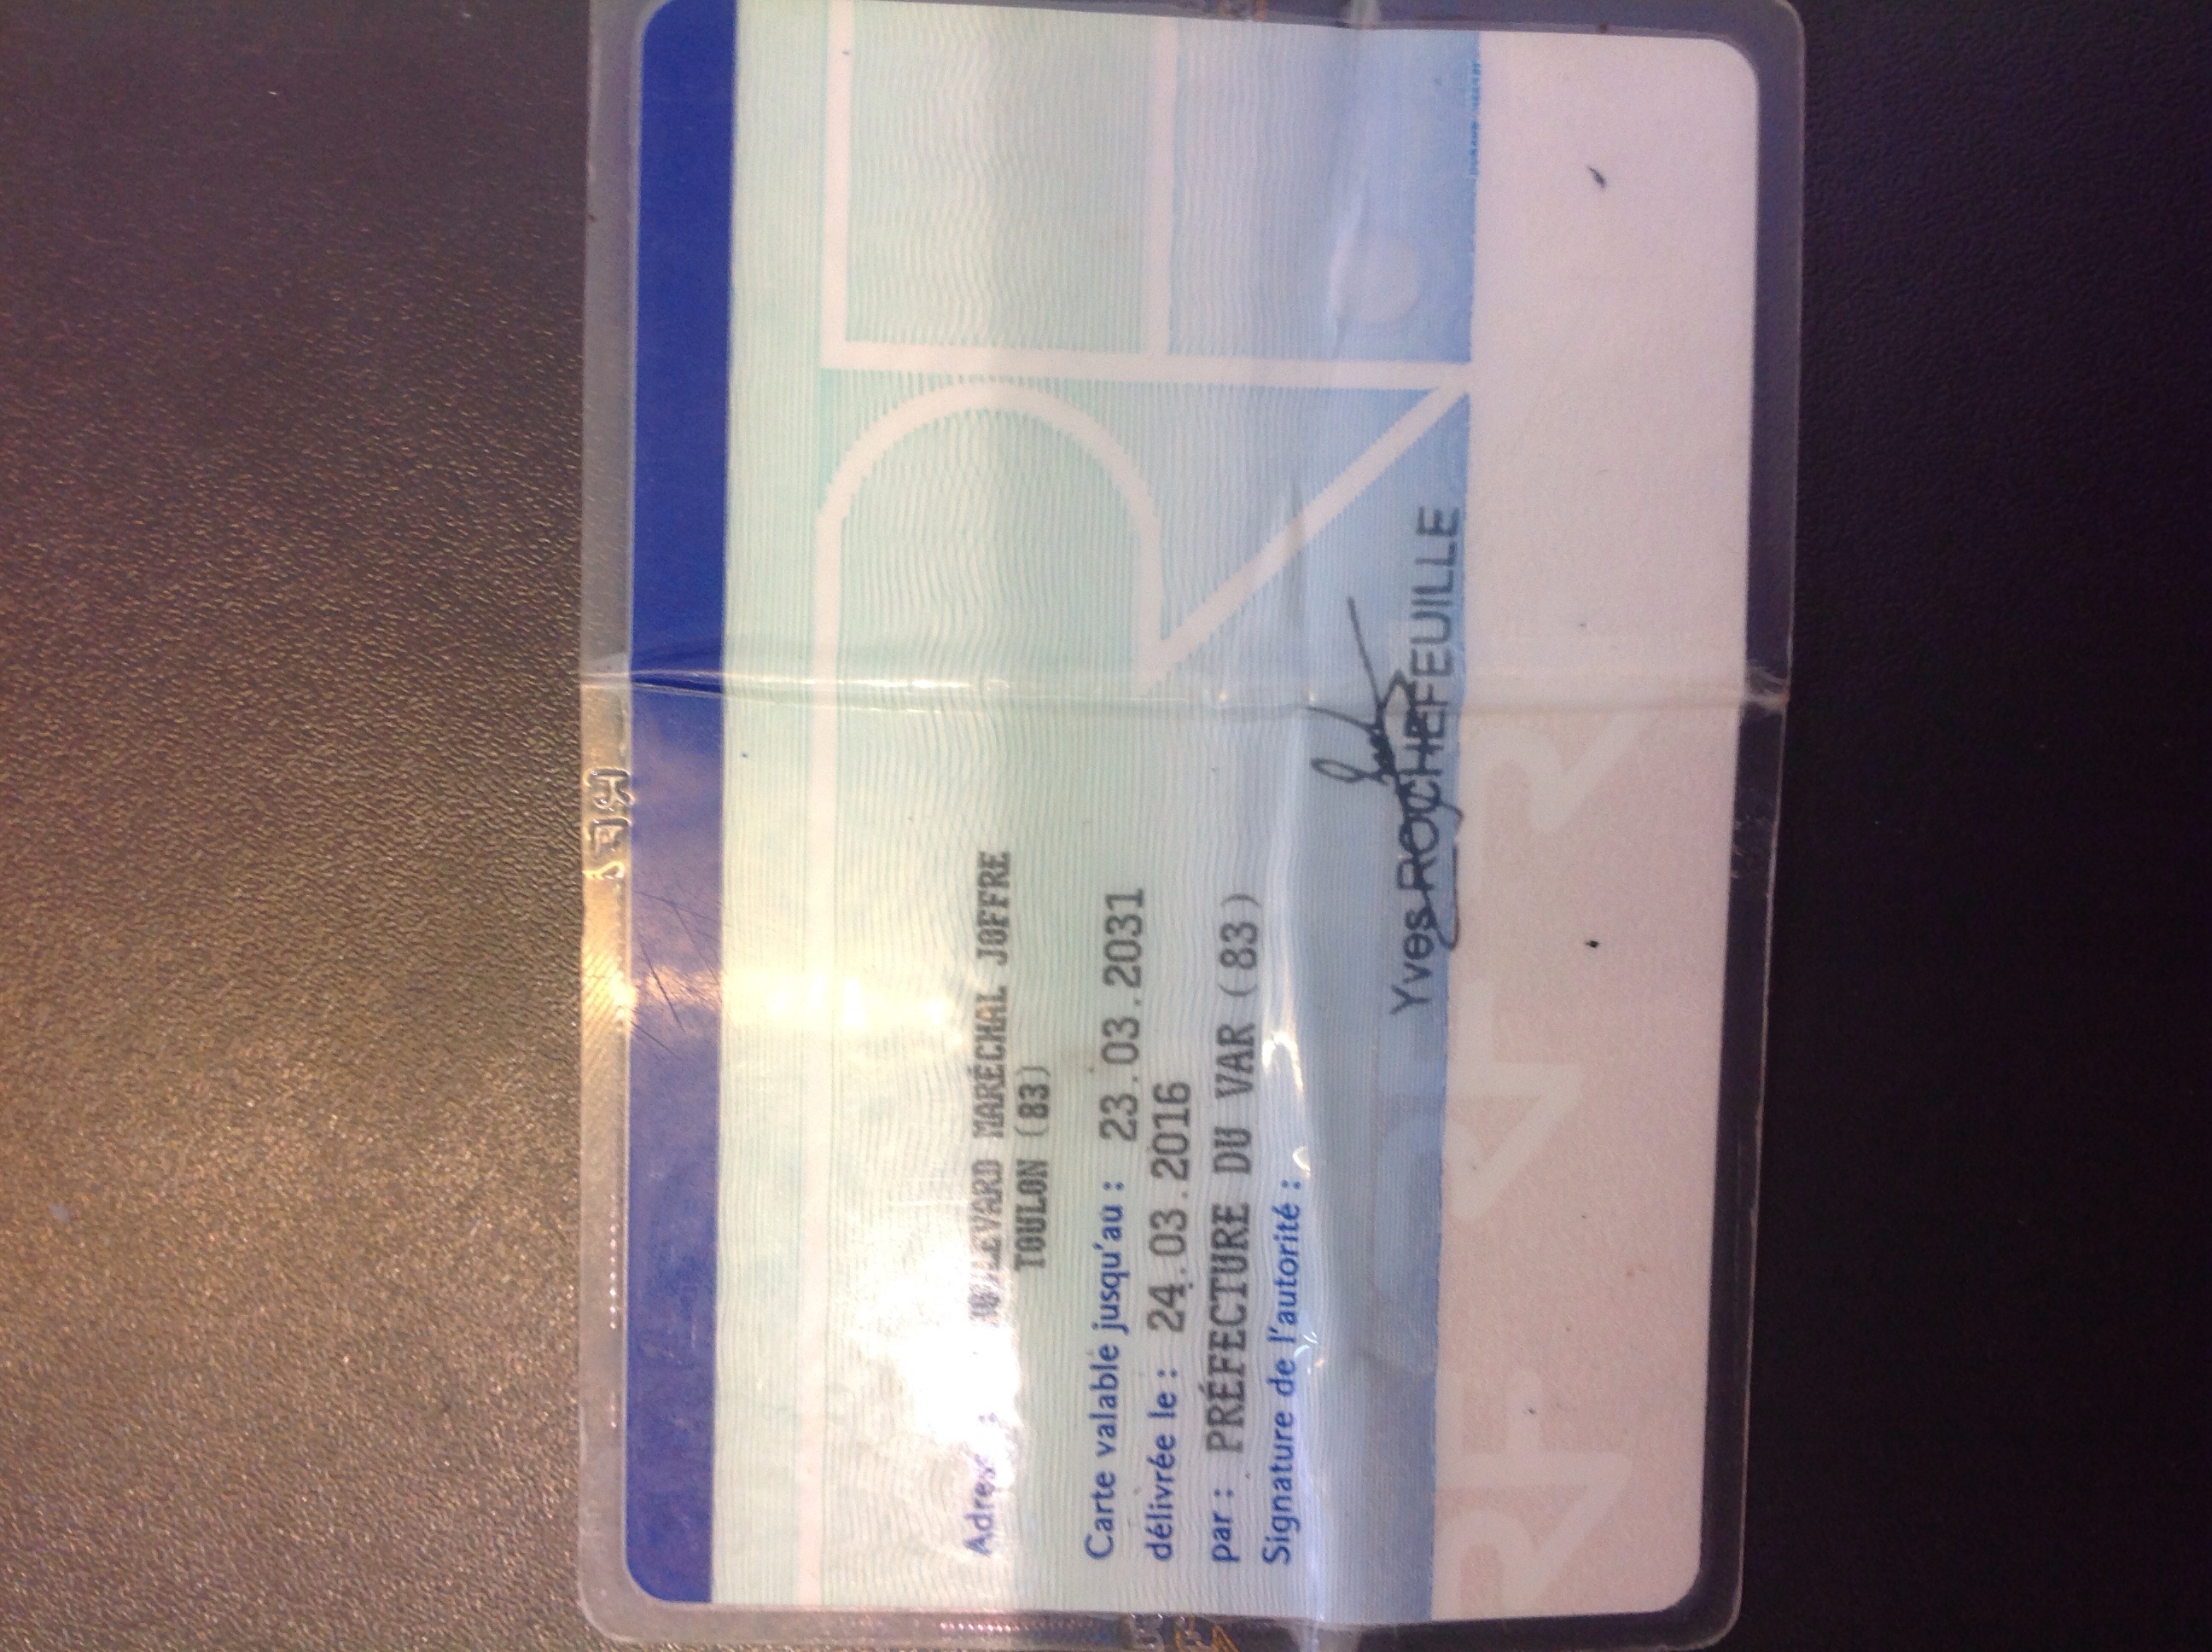 Adresse : BOULEVARD MARÉCHAL JOFFRE
TOULON (83)
Carte valable jusqu'au : 23.03.2031
délivrée le : 24.03.2016
par : PRÉFECTURE DU VAR (83)
Signature de l'autorité :
Yves ROCHEFEUILLE
RF